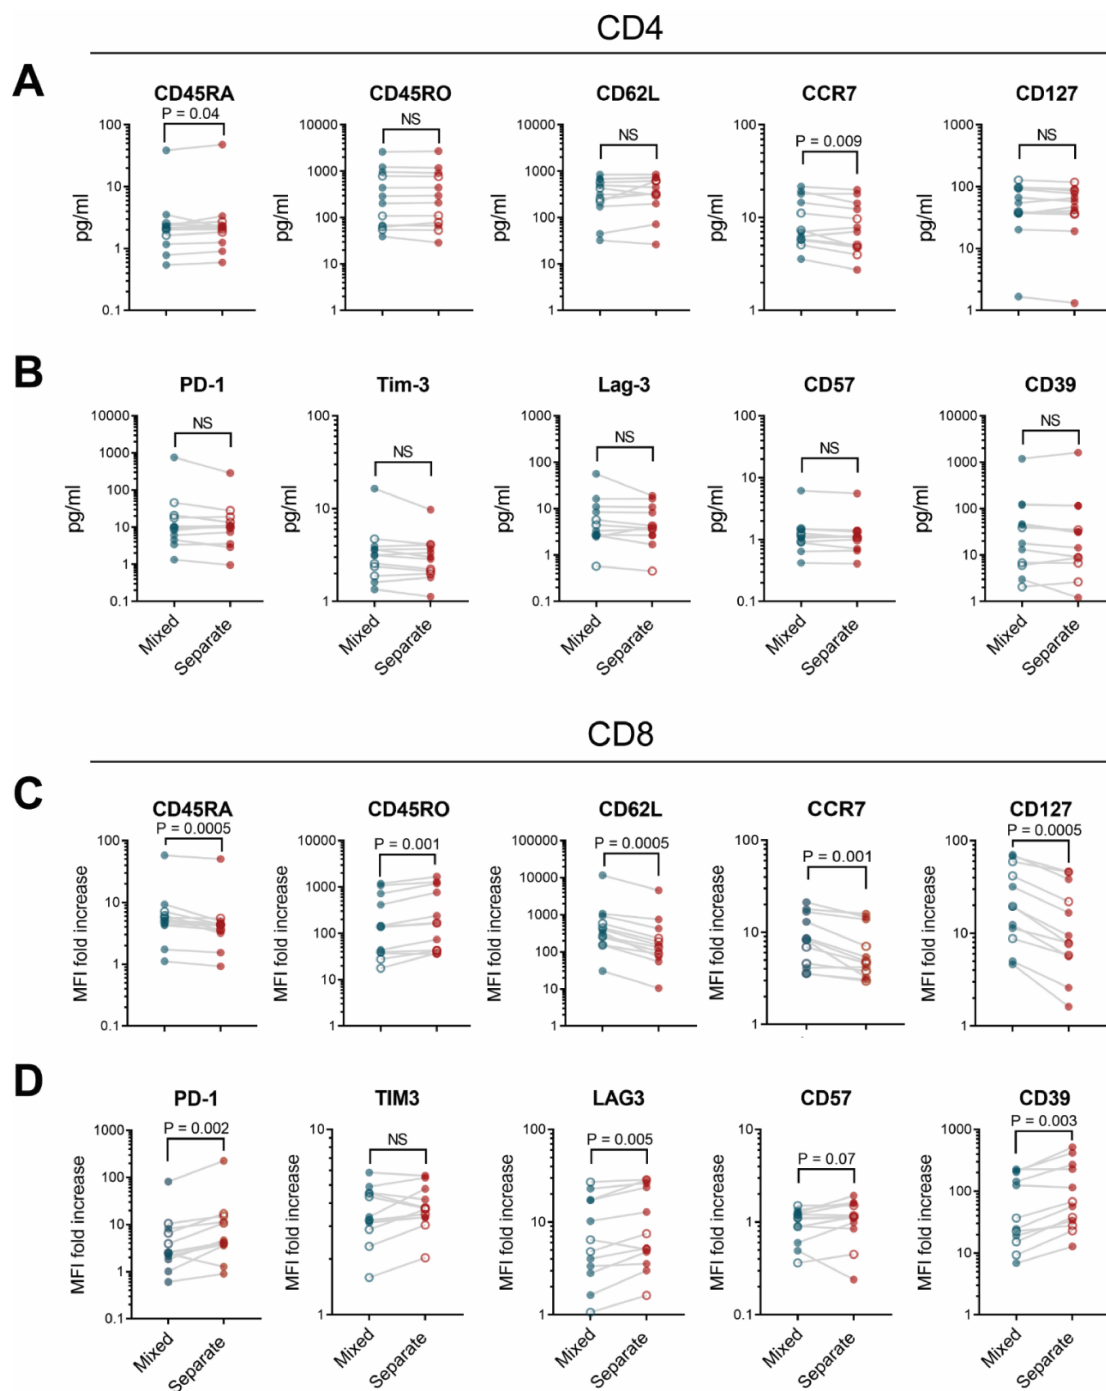 CD4
A
CD45RA CD45RO CD62L CCR7 CD127
P = 0.04 NS NS P = 0.009 NS
pg/ml pg/ml pg/ml pg/ml pg/ml
100 10 1 0.1
10000 1000 100 10 1
10000 1000 100 10 1
100 10 1
1000 100 10 1
B
PD-1 Tim-3 Lag-3 CD57 CD39
NS NS NS NS NS
pg/ml pg/ml pg/ml pg/ml pg/ml
10000 1000 100 10 1 0.1
100 10 1
1000 100 10 1 0.1
100 10 1 0.1
10000 1000 100 10 1
Mixed Separate Mixed Separate Mixed Separate Mixed Separate Mixed Separate
CD8
C
CD45RA CD45RO CD62L CCR7 CD127
P = 0.0005 P = 0.001 P = 0.0005 P = 0.001 P = 0.0005
MFI fold increase MFI fold increase MFI fold increase MFI fold increase MFI fold increase
100 10 1 0.1
10000 1000 100 10 1
100000 10000 1000 100 10 1
100 10 1
100 10 1
D
PD-1 TIM3 LAG3 CD57 CD39
P = 0.002 NS P = 0.005 P = 0.07 P = 0.003
MFI fold increase MFI fold increase MFI fold increase MFI fold increase MFI fold increase
1000 100 10 1 0.1
10 1
100 10 1
10 1 0.1
1000 100 10 1
Mixed Separate Mixed Separate Mixed Separate Mixed Separate Mixed Separate